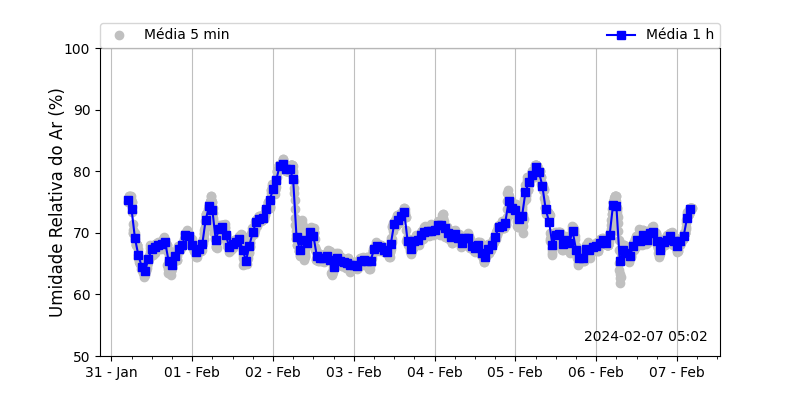 Média 5 min
Média 1 h
Umidade Relativa do Ar (%)
100
90
80
70
60
50
2024-02-07 05:02
31 - Jan
01 - Feb
02 - Feb
03 - Feb
04 - Feb
05 - Feb
06 - Feb
07 - Feb